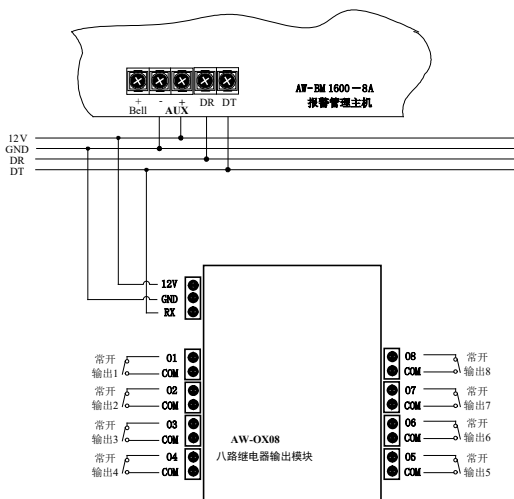 AW-BM 1600－8A
报警管理主机
+ - + DR DT
Bell AUX
12V
GND
DR
DT
12V
GND
RX
常开 01
输出1 COM
常开 02
输出2 COM
常开 03
输出3 COM
常开 04
输出4 COM
AW-OX08
八路继电器输出模块
08 常开
COM 输出8
07 常开
COM 输出7
06 常开
COM 输出6
05 常开
COM 输出5